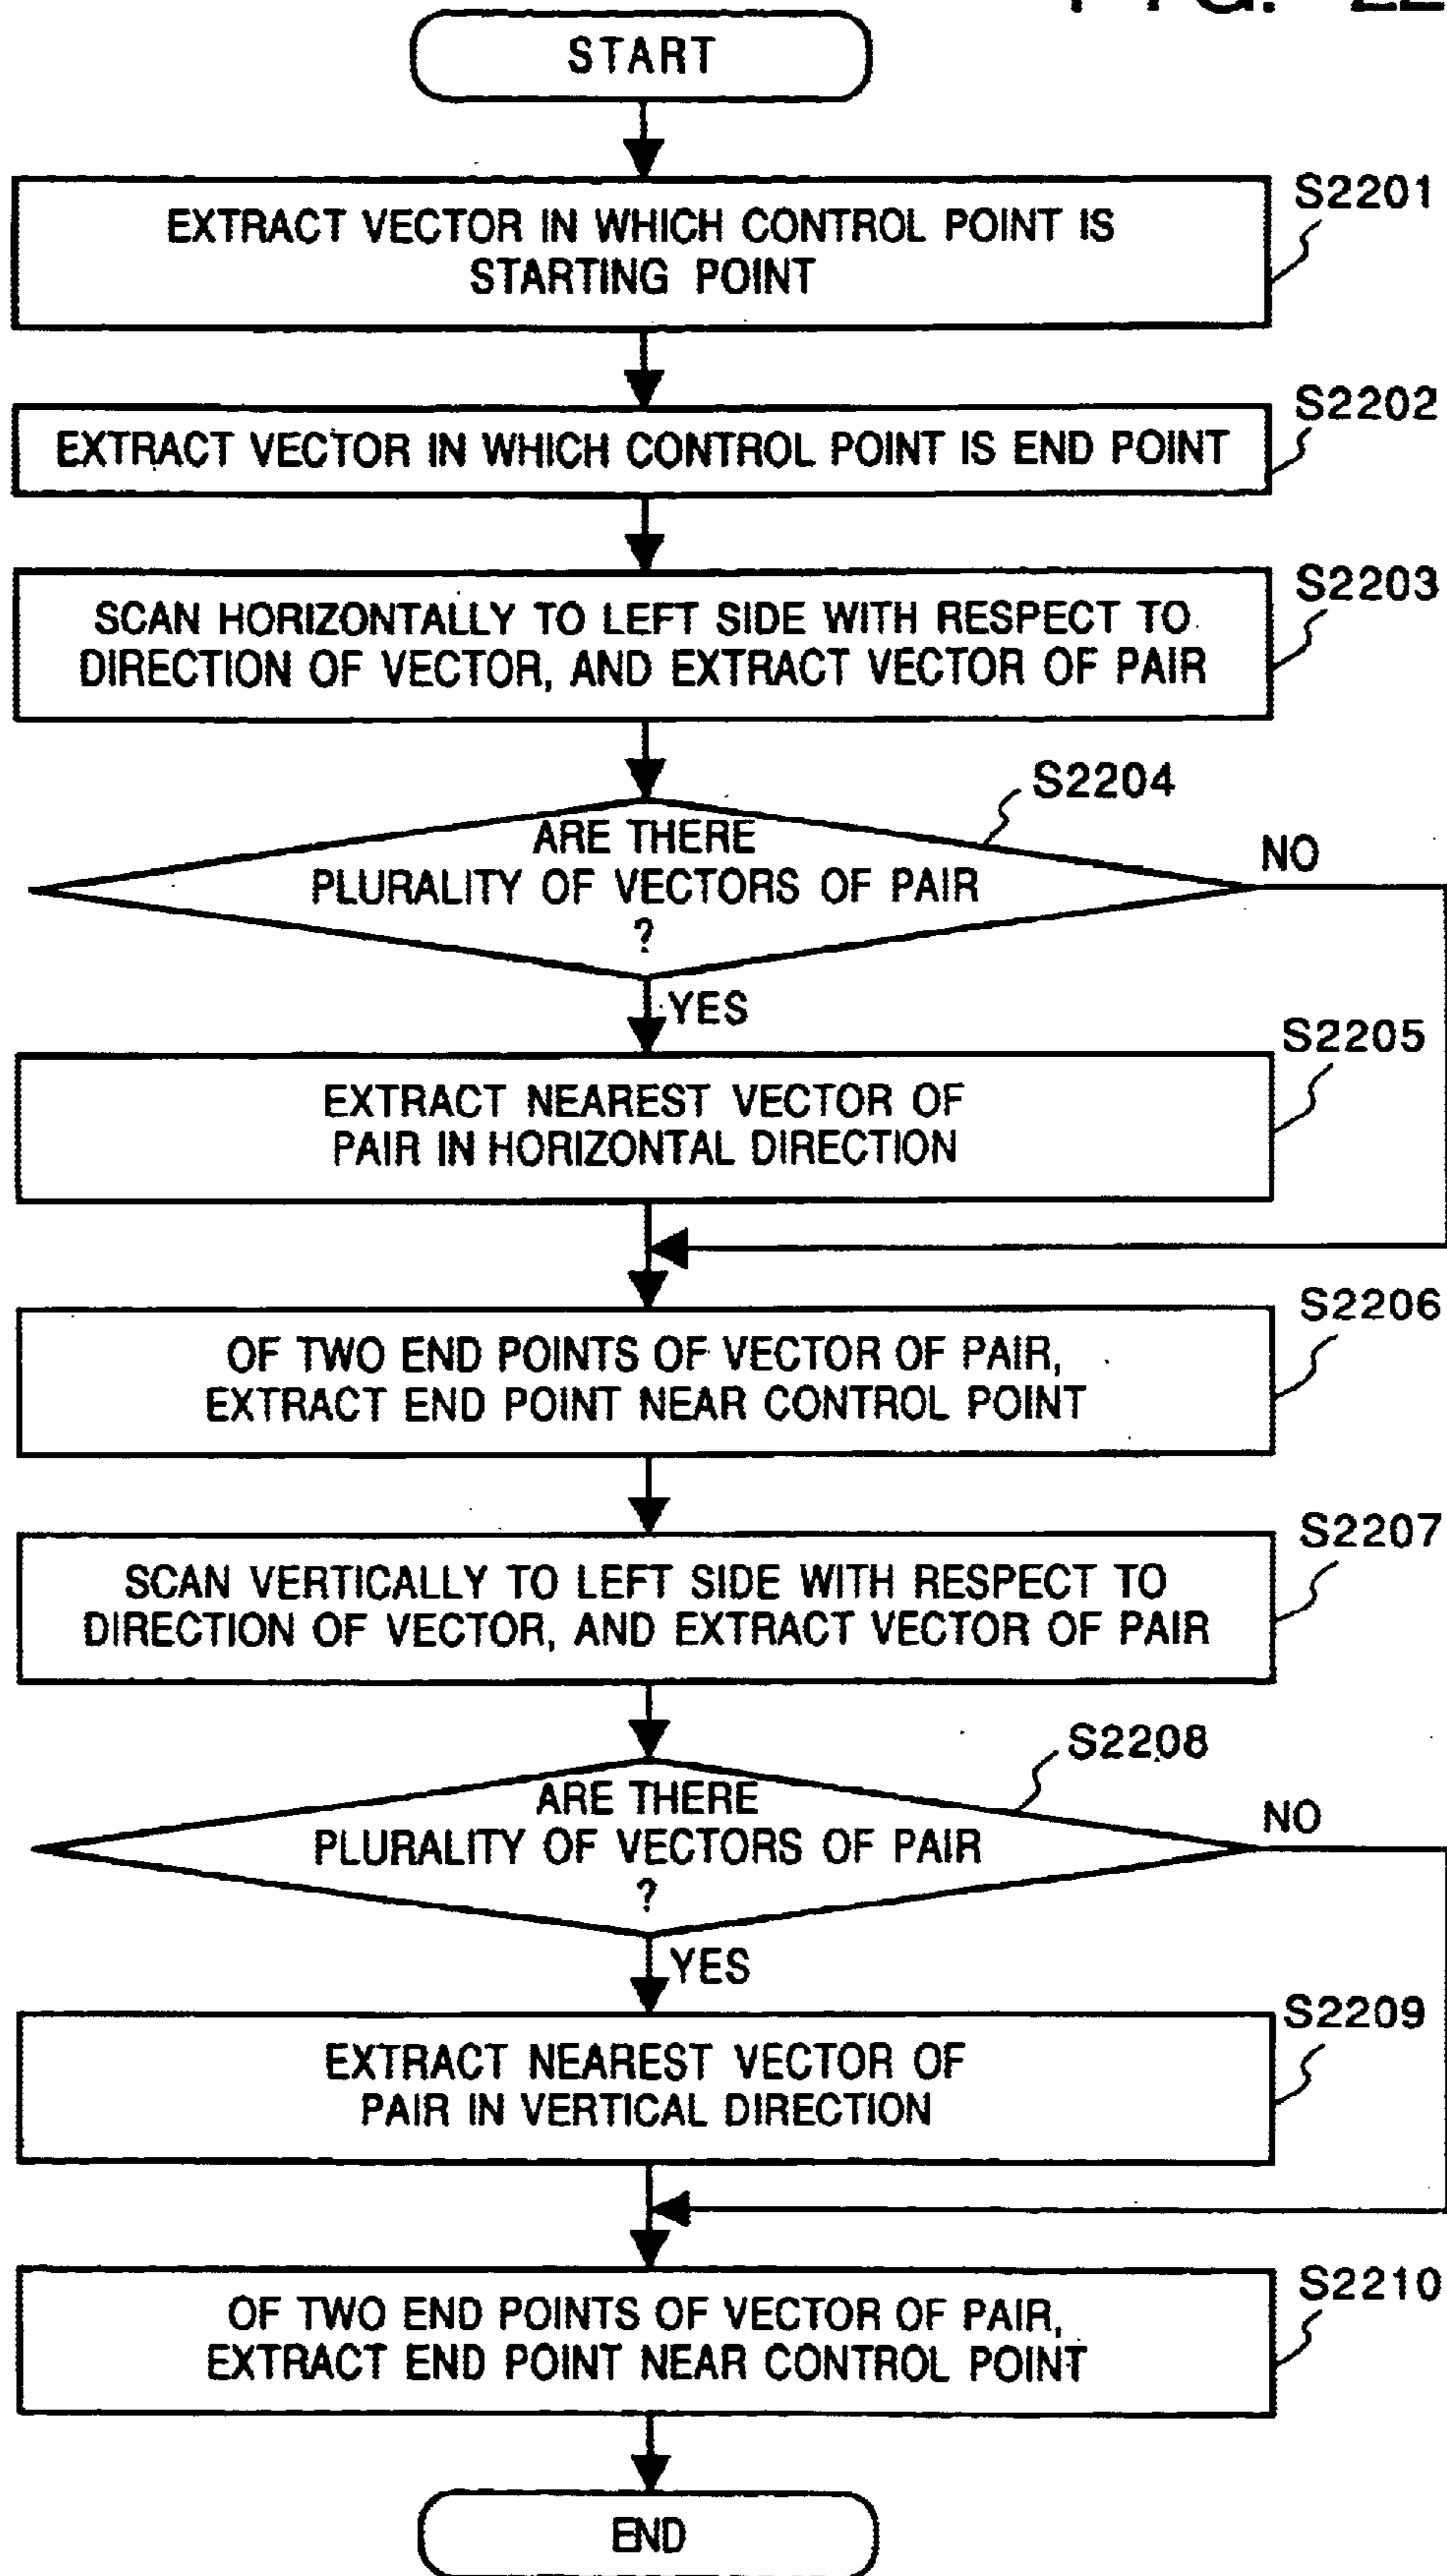 FIG. 22
START
S2201
EXTRACT VECTOR IN WHICH CONTROL POINT IS
STARTING POINT
S2202
EXTRACT VECTOR IN WHICH CONTROL POINT IS END POINT
S2203
SCAN HORIZONTALLY TO LEFT SIDE WITH RESPECT TO
DIRECTION OF VECTOR, AND EXTRACT VECTOR OF PAIR
S2204
ARE THERE
PLURALITY OF VECTORS OF PAIR
?
NO
YES
S2205
EXTRACT NEAREST VECTOR OF
PAIR IN HORIZONTAL DIRECTION
S2206
OF TWO END POINTS OF VECTOR OF PAIR,
EXTRACT END POINT NEAR CONTROL POINT
S2207
SCAN VERTICALLY TO LEFT SIDE WITH RESPECT TO
DIRECTION OF VECTOR, AND EXTRACT VECTOR OF PAIR
S2208
ARE THERE
PLURALITY OF VECTORS OF PAIR
?
NO
YES
S2209
EXTRACT NEAREST VECTOR OF
PAIR IN VERTICAL DIRECTION
S2210
OF TWO END POINTS OF VECTOR OF PAIR,
EXTRACT END POINT NEAR CONTROL POINT
END